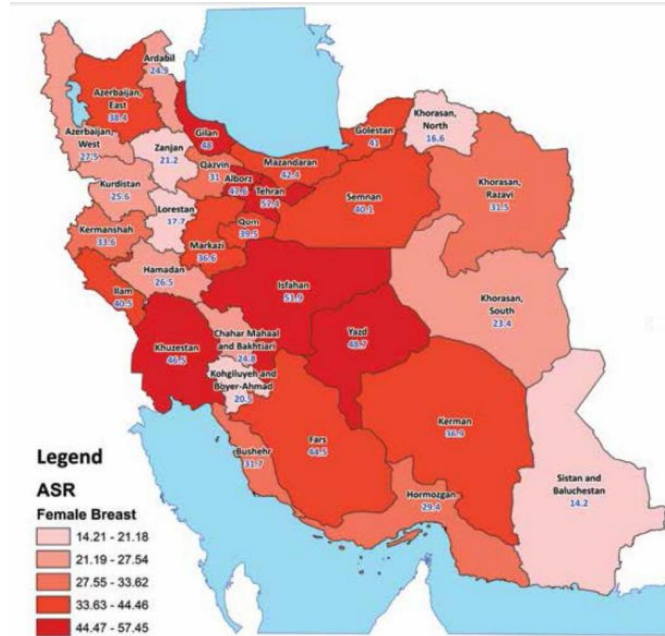 Ardabil
24.9
Azerbaijan,
East
38.4
Azerbaijan,
West
27.5
Gilan
48
Zanjan
21.2
Golestan
41
Khorasan,
North
16.6
Mazandaran
42.4
Qazvin
31
Alborz
47.6
Tehran
57.4
Kurdistan
25.6
Semnan
40.1
Khorasan,
Razavi
31.5
Lorestan
17.7
Qom
39.5
Kermanshah
33.6
Markazi
36.6
Hamadan
26.5
Isfahan
51.9
Ilam
40.5
Khorasan,
South
23.4
Khuzestan
46.5
Chahar Mahaal
and Bakhtiari
24.8
Yazd
48.7
Kohgiluyeh and
Boyer-Ahmad
20.5
Fars
44.5
Kerman
36.9
Bushehr
31.7
Hormozgan
29.4
Sistan and
Baluchestan
14.2
Legend
ASR
Female Breast
14.21 - 21.18
21.19 - 27.54
27.55 - 33.62
33.63 - 44.46
44.47 - 57.45